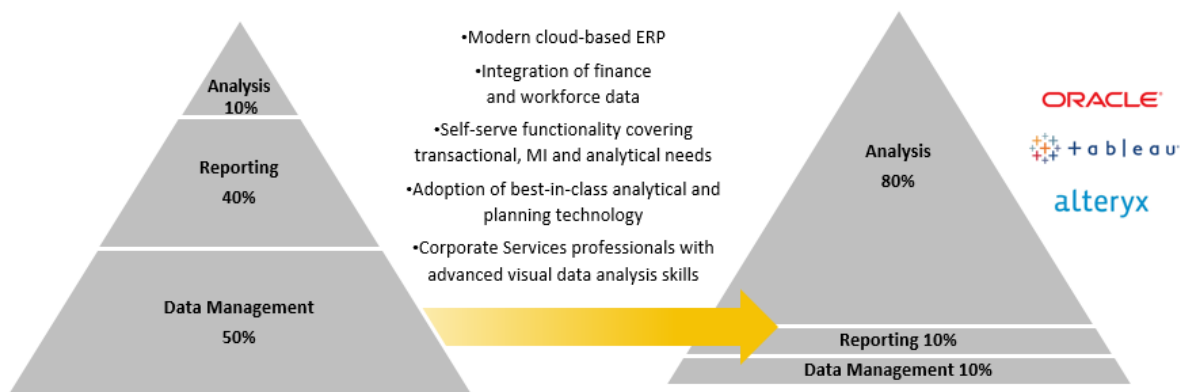 Analysis
10%
Reporting
40%
Data Management
50%
•Modern cloud-based ERP
•Integration of finance
and workforce data
•Self-serve functionality covering
transactional, MI and analytical needs
•Adoption of best-in-class analytical and
planning technology
•Corporate Services professionals with
advanced visual data analysis skills
Analysis
80%
Reporting 10%
Data Management 10%
ORACLE
+ a b l e a u
alteryx